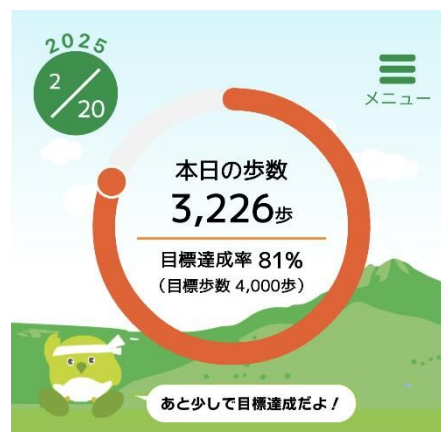 2025
2/20
メニュー
本日の歩数
3,226歩
目標達成率 81%
（目標歩数 4,000歩）
あと少しで目標達成だよ！